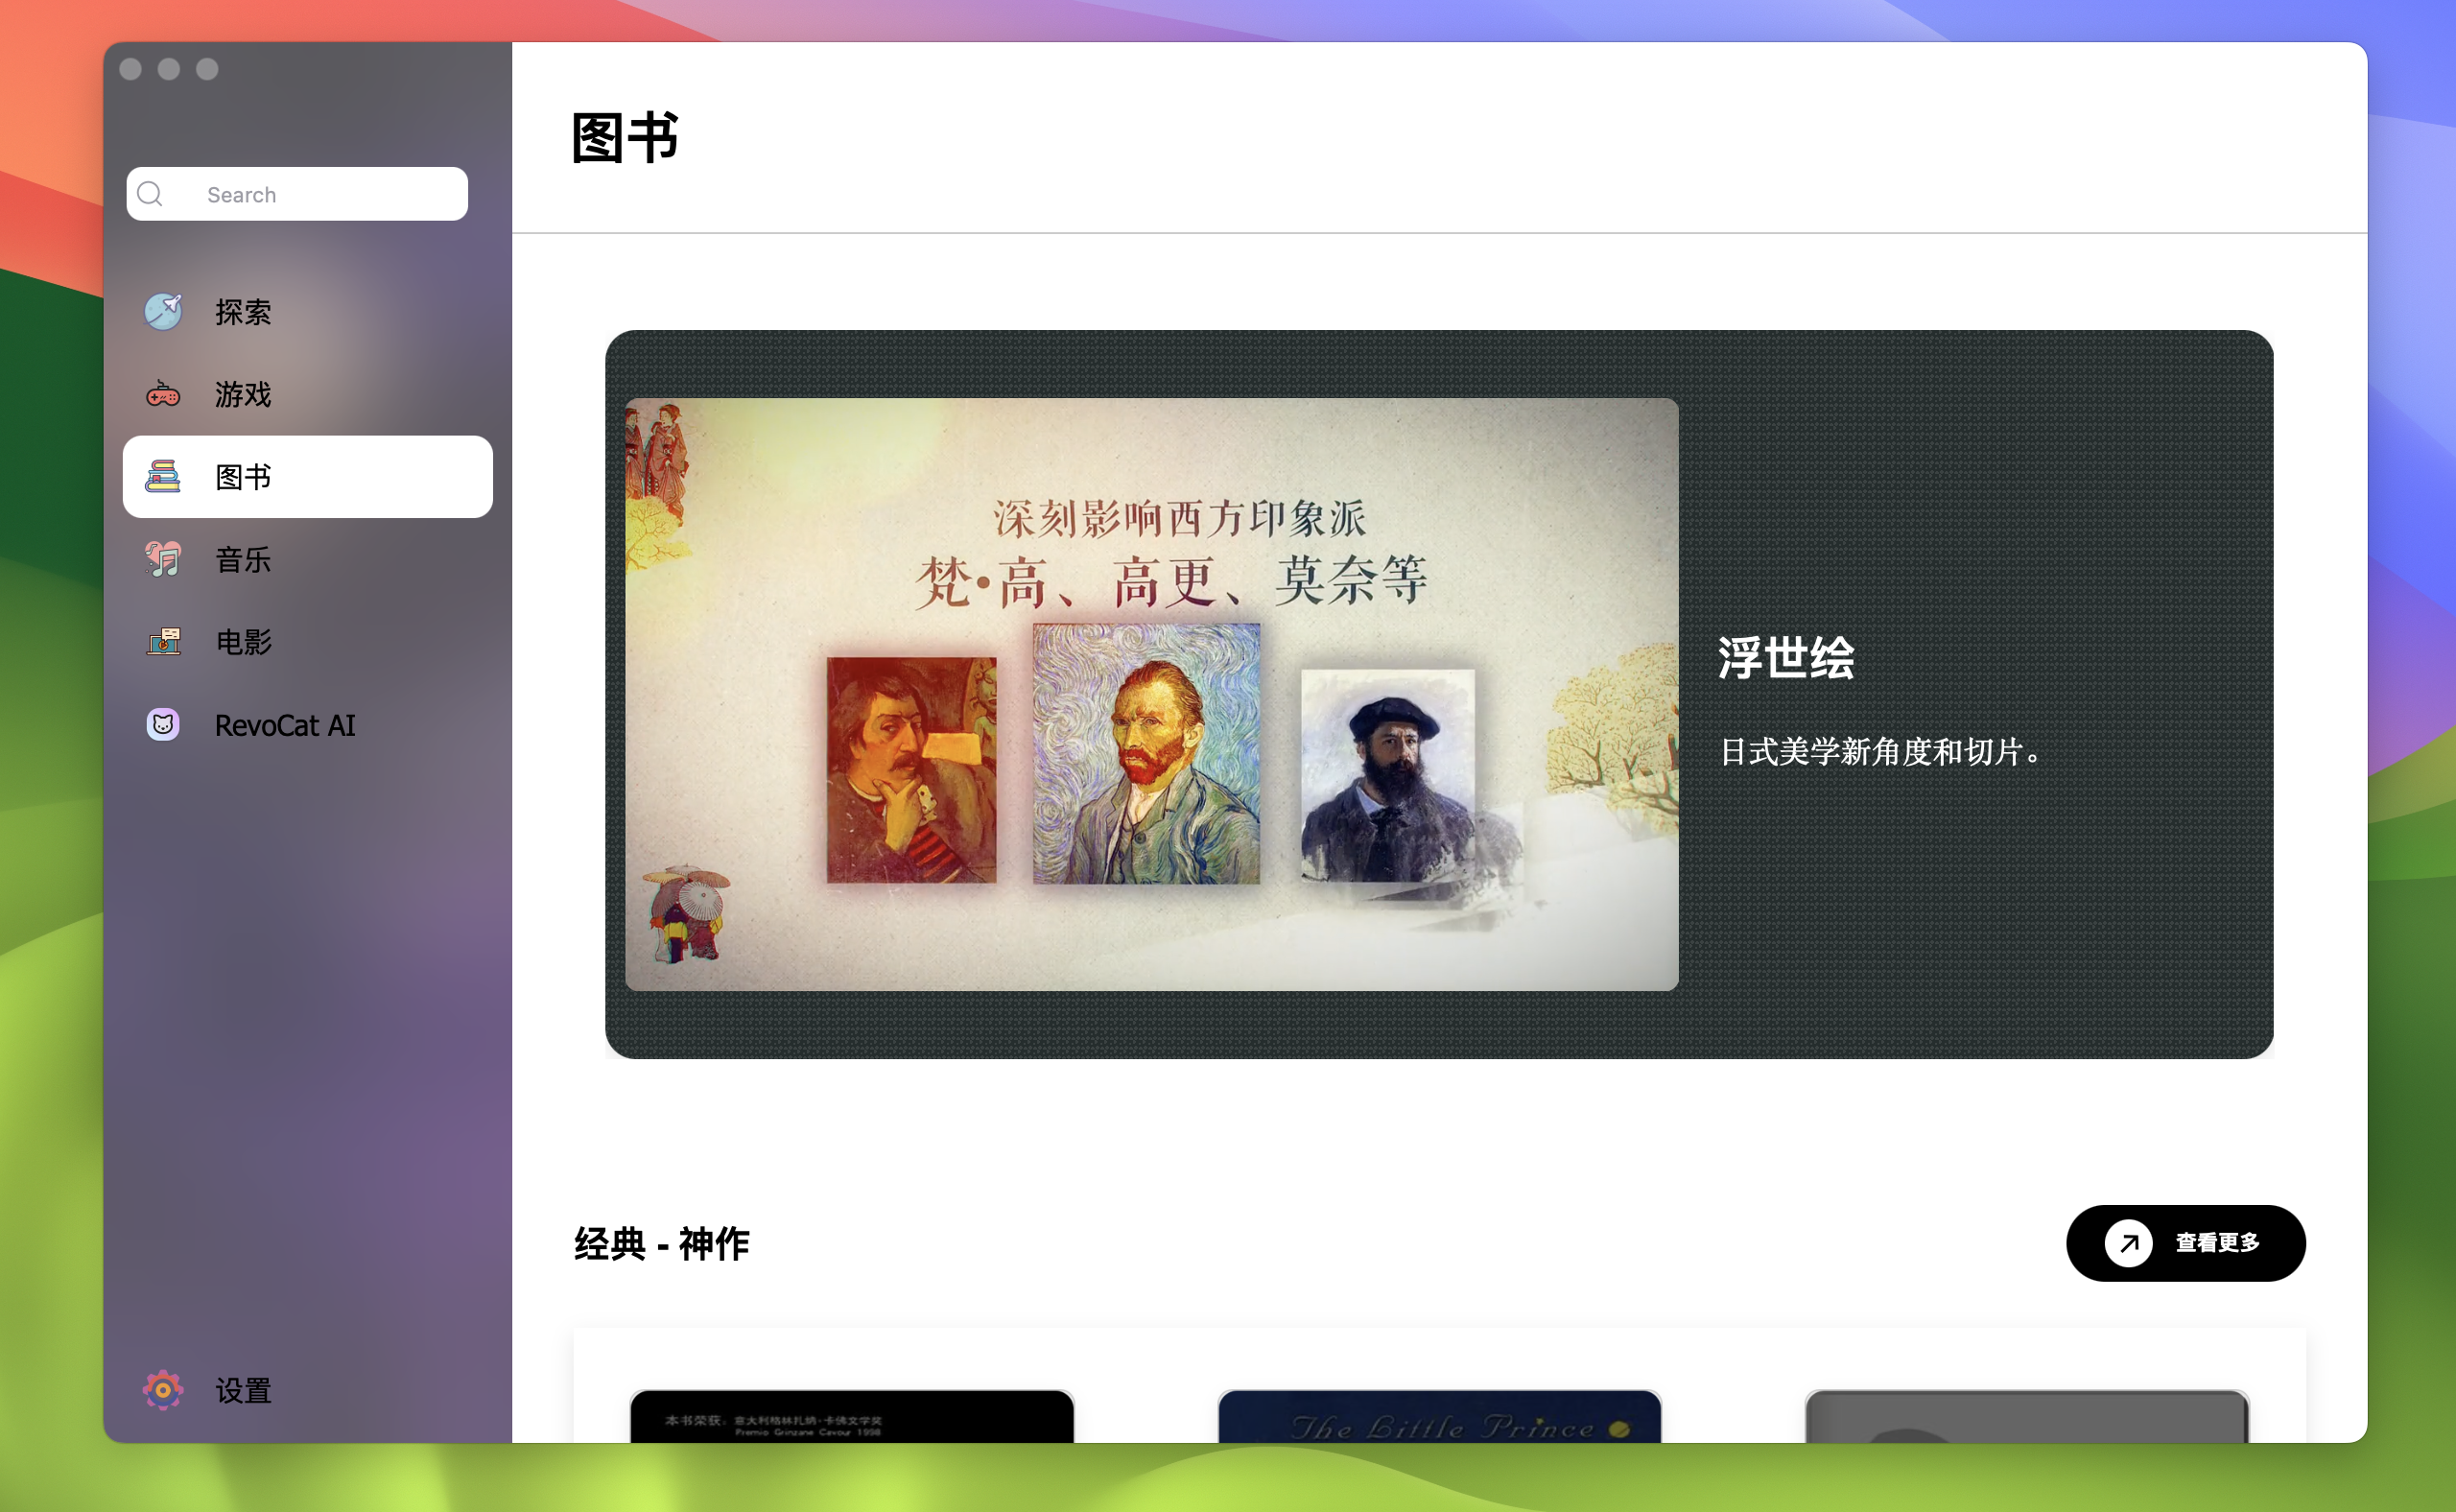 Search
探索
游戏
图书
音乐
电影
RevoCat AI
设置
图书
深刻影响西方印象派
梵·高、高更、莫奈等
浮世绘
日式美学新角度和切片。
经典 - 神作
查看更多
本书荣获：意大利格林扎纳·卡佛文学奖
Premio Grinzane Cavour 1998
The Little Prince